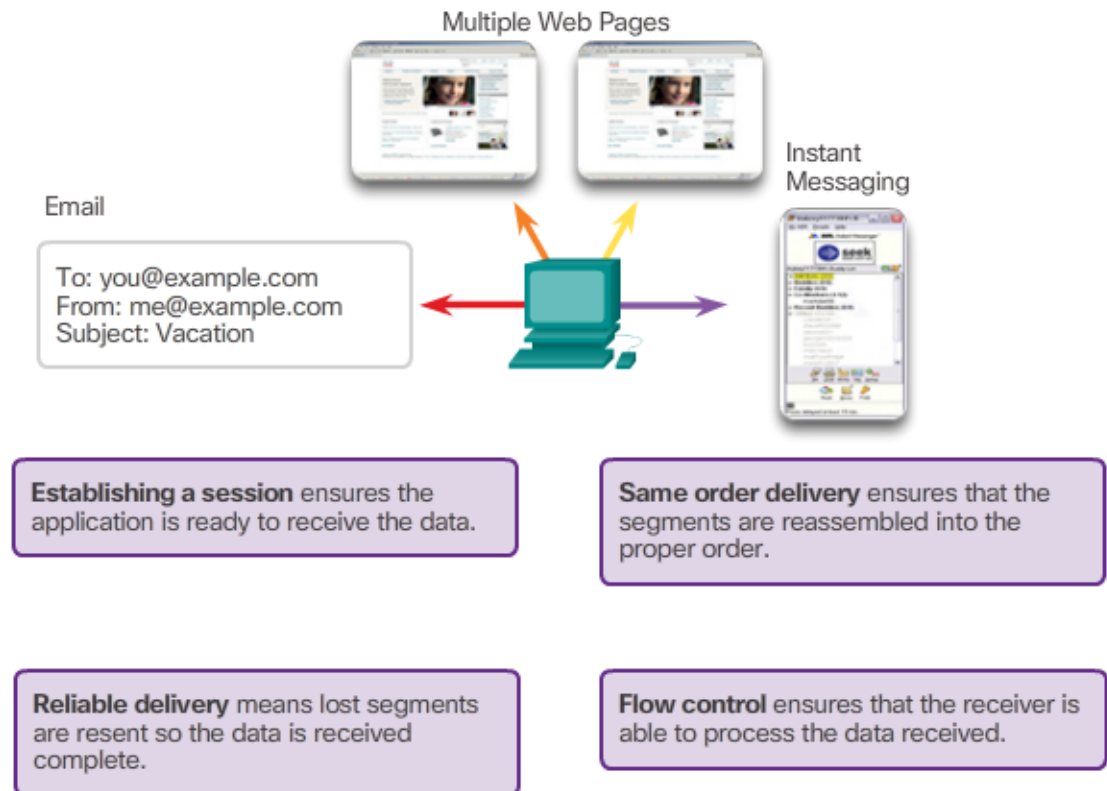 Multiple Web Pages
Instant
Messaging
Email
To: you@example.com
From: me@example.com
Subject: Vacation
seek
Establishing a session ensures the
application is ready to receive the data.
Same order delivery ensures that the
segments are reassembled into the
proper order.
Reliable delivery means lost segments
are resent so the data is received
complete.
Flow control ensures that the receiver is
able to process the data received.